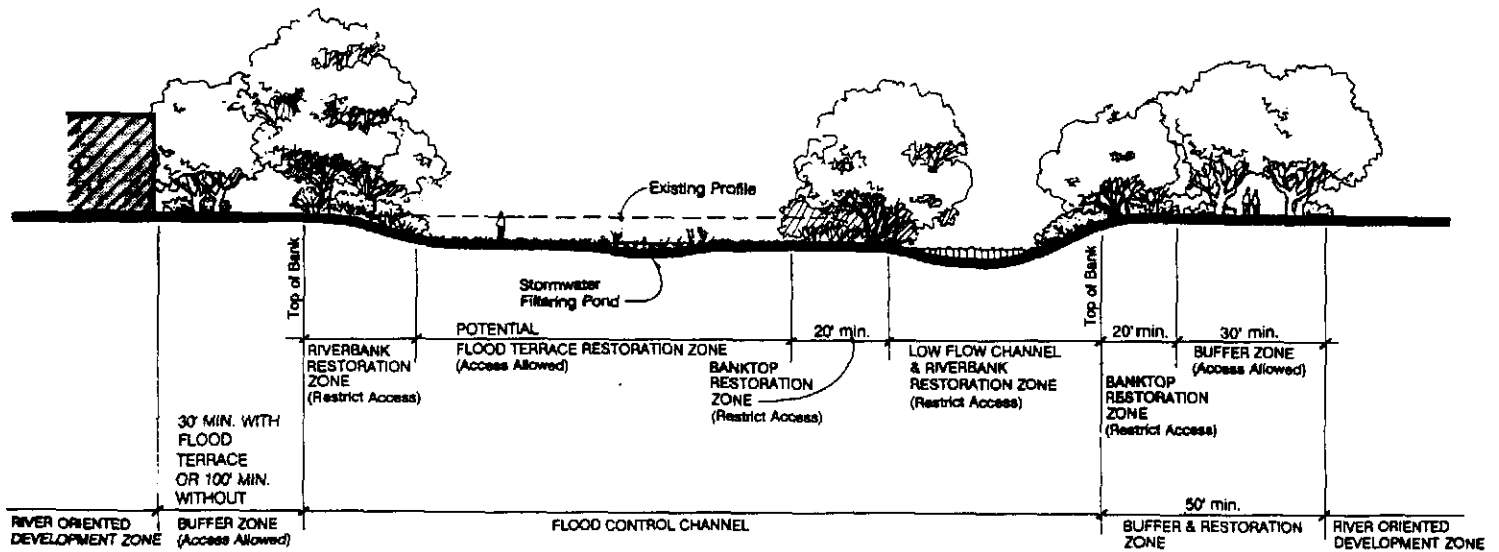 Existing Profile
Stormwater
Filtering Pond
Top of Bank
Top of Bank
RIVERBANK
RESTORATION
ZONE
(Restrict Access)
POTENTIAL
FLOOD TERRACE RESTORATION ZONE
(Access Allowed)
20' min.
BANKTOP
RESTORATION
ZONE
(Restrict Access)
LOW FLOW CHANNEL
& RIVERBANK
RESTORATION ZONE
(Restrict Access)
20' min.
BANKTOP
RESTORATION
ZONE
(Restrict Access)
30' min.
BUFFER ZONE
(Access Allowed)
30' MIN. WITH
FLOOD
TERRACE
OR 100' MIN.
WITHOUT
RIVER ORIENTED
DEVELOPMENT ZONE
BUFFER ZONE
(Access Allowed)
FLOOD CONTROL CHANNEL
50' min.
BUFFER & RESTORATION
ZONE
RIVER ORIENTED
DEVELOPMENT ZONE